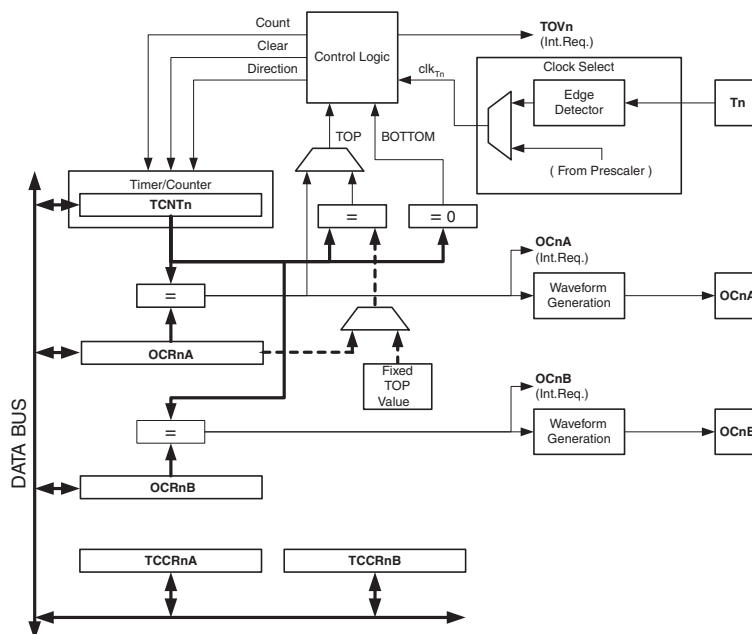 Count
Clear
Direction
Control Logic
TOVn
(Int.Req.)
clkTn
Clock Select
Edge
Detector
Tn
( From Prescaler )
TOP
BOTTOM
Timer/Counter
TCNTn
=
= 0
OCnA
(Int.Req.)
=
Waveform
Generation
OCnA
OCRnA
Fixed
TOP
Value
OCnB
(Int.Req.)
=
Waveform
Generation
OCnB
OCRnB
DATA BUS
TCCRnA
TCCRnB